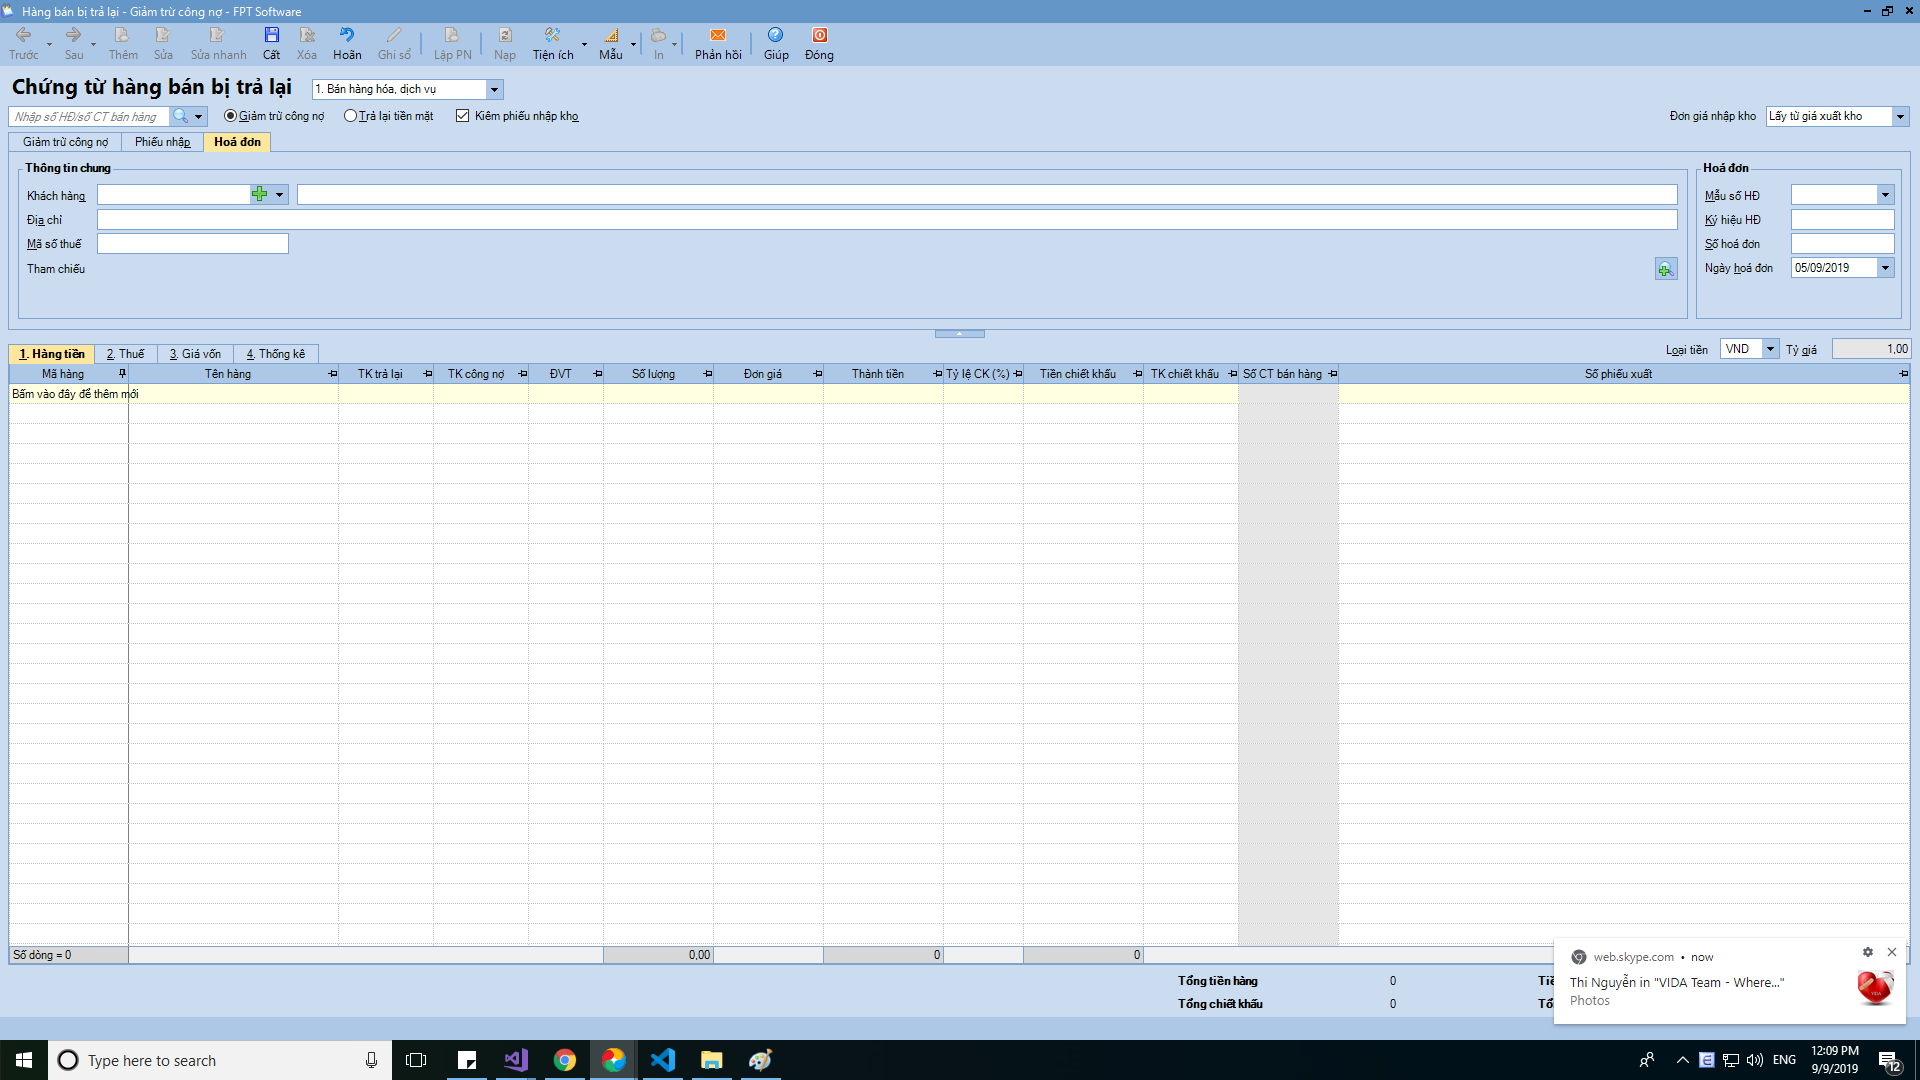 Hàng bán bị trả lại - Giảm trừ công nợ - FPT Software
Trước Sau Thêm Sửa Sửa nhanh Cất Xóa Hoãn Ghi sổ Lập PN Nạp Tiện ích Mẫu In Phản hồi Giúp Đóng
Chứng từ hàng bán bị trả lại 1. Bán hàng hóa, dịch vụ
Nhập số HĐ/số CT bán hàng Giảm trừ công nợ Trả lại tiền mặt Kiêm phiếu nhập kho Đơn giá nhập kho Lấy từ giá xuất kho
Giảm trừ công nợ Phiếu nhập Hoá đơn
Thông tin chung Hoá đơn
Khách hàng Mẫu số HĐ
Địa chỉ Ký hiệu HĐ
Mã số thuế Số hoá đơn
Tham chiếu Ngày hoá đơn 05/09/2019
1. Hàng tiền 2. Thuế 3. Giá vốn 4. Thống kê Loại tiền VND Tỷ giá 1,00
Mã hàng Tên hàng TK trả lại TK công nợ ĐVT Số lượng Đơn giá Thành tiền Tỷ lệ CK (%) Tiền chiết khấu TK chiết khấu Số CT bán hàng Số phiếu xuất
Bấm vào đây để thêm mới
Số dòng = 0 0,00 0 0
Tổng tiền hàng 0
Tổng chiết khấu 0
web.skype.com • now
Thi Nguyễn in "VIDA Team - Where..."
Photos
Type here to search ENG 12:09 PM
9/9/2019 12